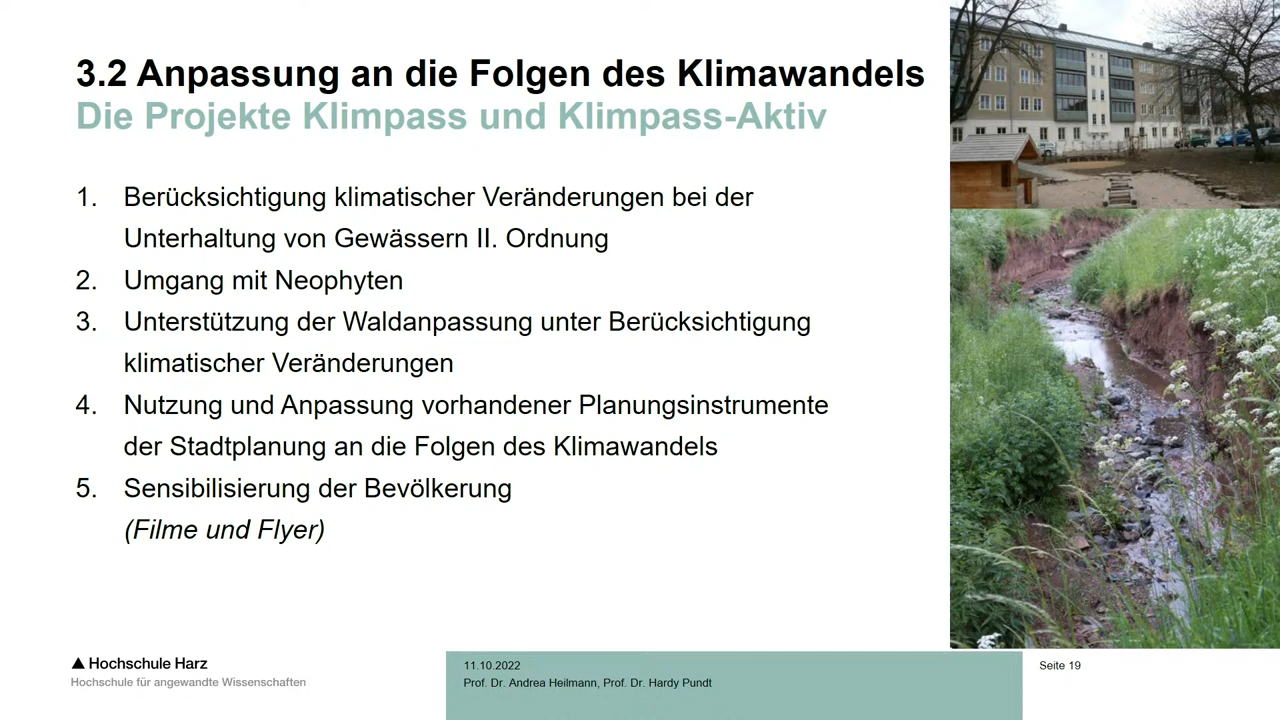 3.2 Anpassung an die Folgen des Klimawandels
Die Projekte Klimpass und Klimpass-Aktiv
1. Berücksichtigung klimatischer Veränderungen bei der
Unterhaltung von Gewässern II. Ordnung
2. Umgang mit Neophyten
3. Unterstützung der Waldanpassung unter Berücksichtigung
klimatischer Veränderungen
4. Nutzung und Anpassung vorhandener Planungsinstrumente
der Stadtplanung an die Folgen des Klimawandels
5. Sensibilisierung der Bevölkerung
(Filme und Flyer)
Hochschule Harz
Hochschule für angewandte Wissenschaften
11.10.2022
Prof. Dr. Andrea Heilmann, Prof. Dr. Hardy Pundt
Seite 19